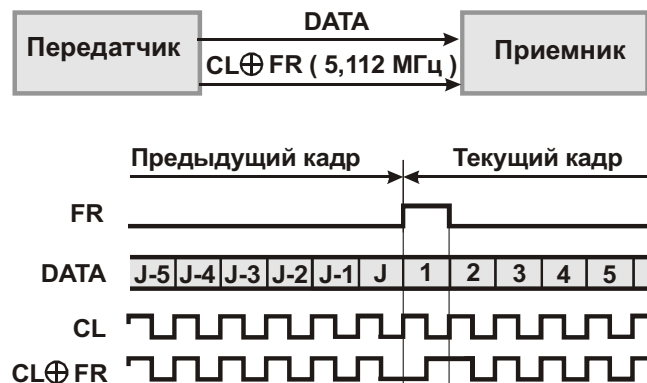 DATA
Передатчик
Приемник
CL⊕FR ( 5,112 МГц )
Предыдущий кадр
Текущий кадр
FR
DATA J-5 J-4 J-3 J-2 J-1 J 1 2 3 4 5
CL
CL⊕FR